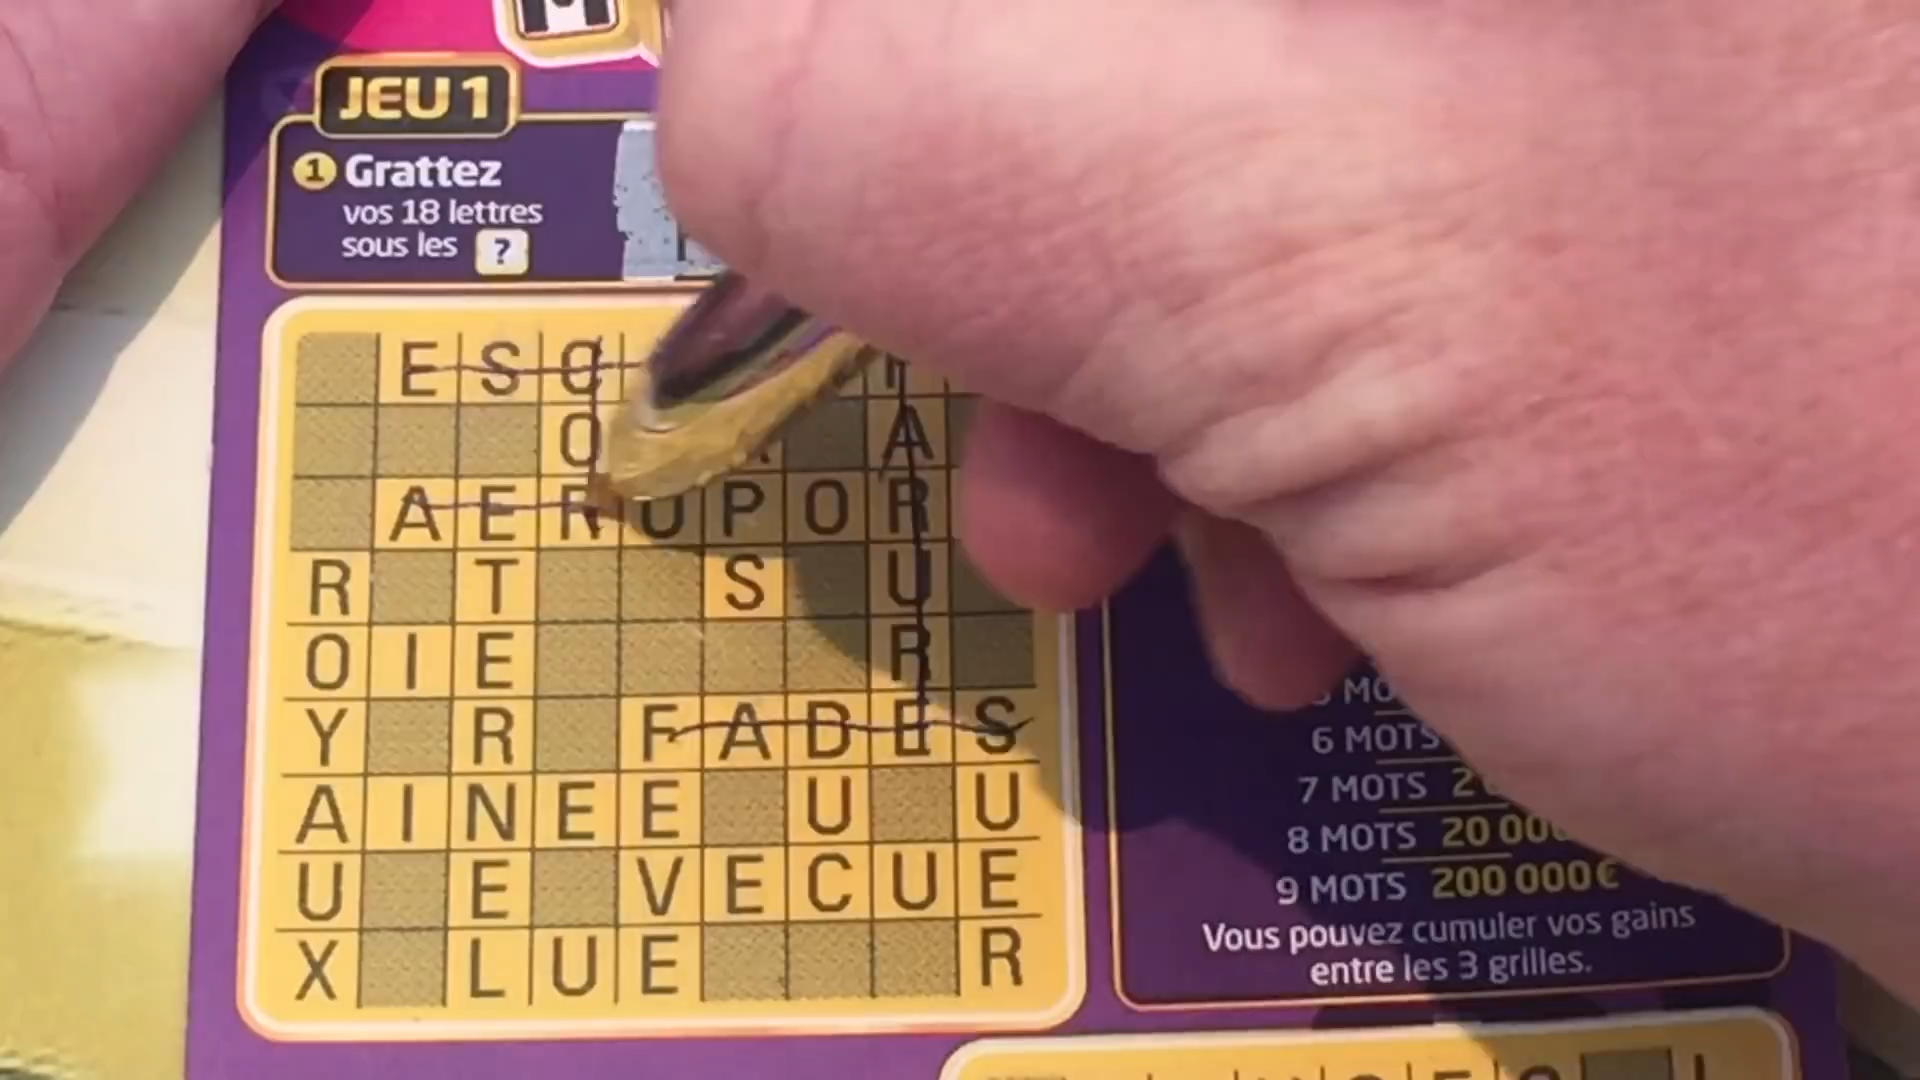 JEU 1
1 Grattez
vos 18 lettres
sous les ?
E S C
O A
A E R O P O R
R T S U
O I E R
Y R F A D E S
A I N E E U U
U E V E C U E
X L U E R
6 MOTS
7 MOTS
8 MOTS 20 000
9 MOTS 200 000€
Vous pouvez cumuler vos gains
entre les 3 grilles.